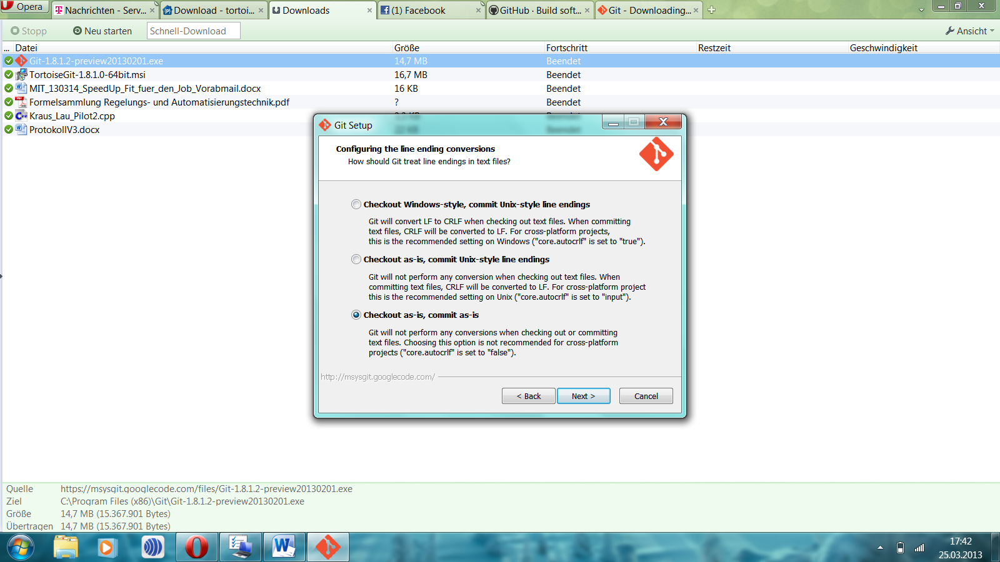 Opera
Nachrichten - Serv...
Download - tortoi...
Downloads
(1) Facebook
GitHub · Build soft...
Git - Downloading...
Stopp
Neu starten
Schnell-Download
Ansicht
... Datei Größe Fortschritt Restzeit Geschwindigkeit
Git-1.8.1.2-preview20130201.exe 14,7 MB Beendet
TortoiseGit-1.8.1.0-64bit.msi 16,7 MB Beendet
MIT_130314_SpeedUp_Fit_fuer_den_Job_Vorabmail.docx 16 KB Beendet
Formelsammlung Regelungs- und Automatisierungstechnik.pdf ? Beendet
Kraus_Lau_Pilot2.cpp
ProtokollV3.docx
Git Setup
Configuring the line ending conversions
How should Git treat line endings in text files?
Checkout Windows-style, commit Unix-style line endings
Git will convert LF to CRLF when checking out text files. When committing
text files, CRLF will be converted to LF. For cross-platform projects,
this is the recommended setting on Windows ("core.autocrlf" is set to "true").
Checkout as-is, commit Unix-style line endings
Git will not perform any conversion when checking out text files. When
committing text files, CRLF will be converted to LF. For cross-platform project
this is the recommended setting on Unix ("core.autocrlf" is set to "input").
Checkout as-is, commit as-is
Git will not perform any conversions when checking out or committing
text files. Choosing this option is not recommended for cross-platform
projects ("core.autocrlf" is set to "false").
http://msysgit.googlecode.com/
< Back
Next >
Cancel
Quelle https://msysgit.googlecode.com/files/Git-1.8.1.2-preview20130201.exe
Ziel C:\Program Files (x86)\Git\Git-1.8.1.2-preview20130201.exe
Größe 14,7 MB (15.367.901 Bytes)
Übertragen 14,7 MB (15.367.901 Bytes)
17:42
25.03.2013